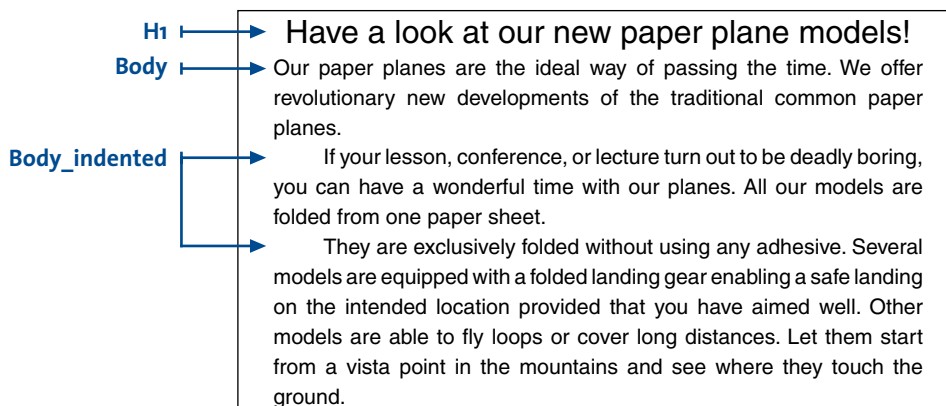 H1
Have a look at our new paper plane models!
Body
Our paper planes are the ideal way of passing the time. We offer
revolutionary new developments of the traditional common paper
planes.
Body_indented
If your lesson, conference, or lecture turn out to be deadly boring,
you can have a wonderful time with our planes. All our models are
folded from one paper sheet.
They are exclusively folded without using any adhesive. Several
models are equipped with a folded landing gear enabling a safe landing
on the intended location provided that you have aimed well. Other
models are able to fly loops or cover long distances. Let them start
from a vista point in the mountains and see where they touch the
ground.